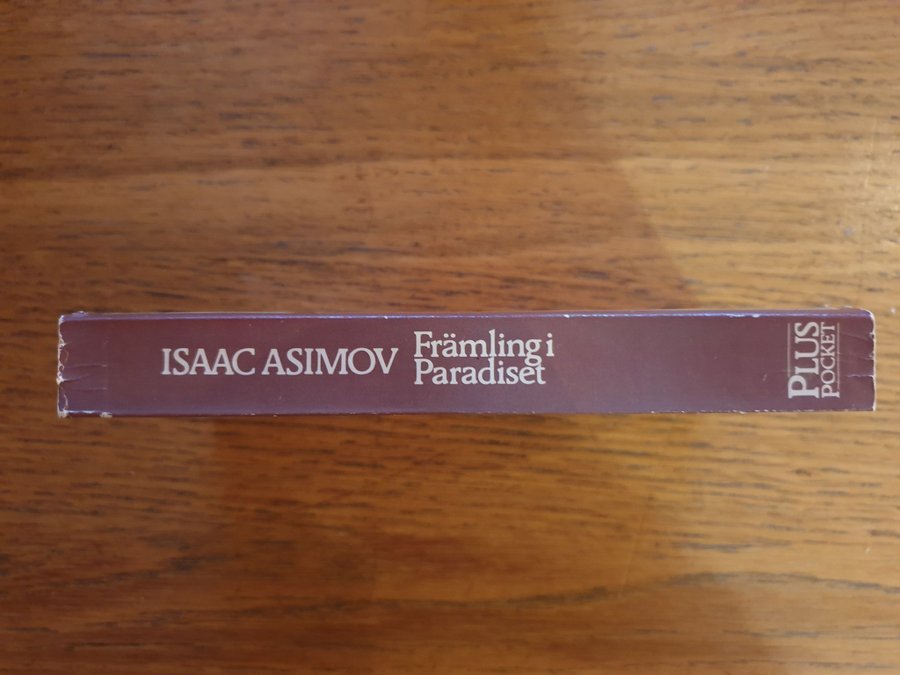 ISAAC ASIMOV
Främling i
Paradiset
PLUS
POCKET